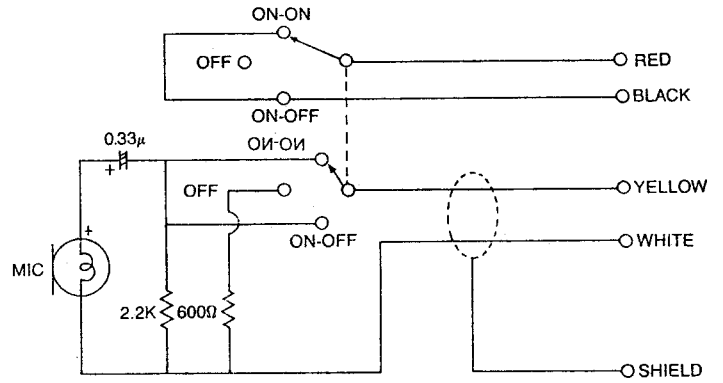 ON-ON
OFF
RED
BLACK
ON-OFF
0.33µ
+
ON-ON
OFF
YELLOW
+
ON-OFF
WHITE
MIC
2.2K
600Ω
SHIELD